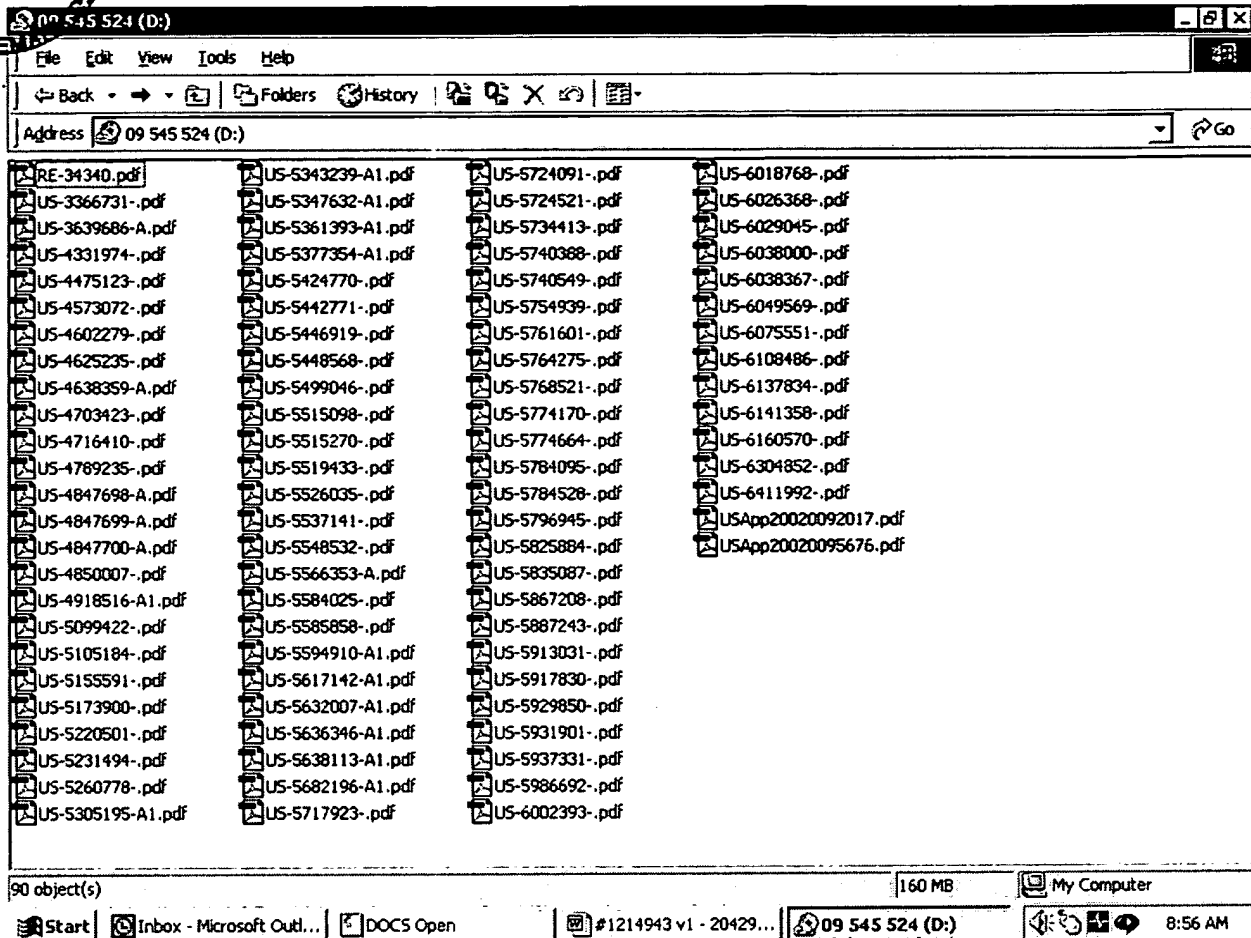 09 545 524 (D:)
File Edit View Tools Help
Back Folders History
Address 09 545 524 (D:) Go
RE-34340.pdf
US-3366731-.pdf
US-3639686-A.pdf
US-4331974-.pdf
US-4475123-.pdf
US-4573072-.pdf
US-4602279-.pdf
US-4625235-.pdf
US-4638359-A.pdf
US-4703423-.pdf
US-4716410-.pdf
US-4789235-.pdf
US-4847698-A.pdf
US-4847699-A.pdf
US-4847700-A.pdf
US-4850007-.pdf
US-4918516-A1.pdf
US-5099422-.pdf
US-5105184-.pdf
US-5155591-.pdf
US-5173900-.pdf
US-5220501-.pdf
US-5231494-.pdf
US-5260778-.pdf
US-5305195-A1.pdf
US-5343239-A1.pdf
US-5347632-A1.pdf
US-5361393-A1.pdf
US-5377354-A1.pdf
US-5424770-.pdf
US-5442771-.pdf
US-5446919-.pdf
US-5448568-.pdf
US-5499046-.pdf
US-5515098-.pdf
US-5515270-.pdf
US-5519433-.pdf
US-5526035-.pdf
US-5537141-.pdf
US-5548532-.pdf
US-5566353-A.pdf
US-5584025-.pdf
US-5585858-.pdf
US-5594910-A1.pdf
US-5617142-A1.pdf
US-5632007-A1.pdf
US-5636346-A1.pdf
US-5638113-A1.pdf
US-5682196-A1.pdf
US-5717923-.pdf
US-5724091-.pdf
US-5724521-.pdf
US-5734413-.pdf
US-5740388-.pdf
US-5740549-.pdf
US-5754939-.pdf
US-5761601-.pdf
US-5764275-.pdf
US-5768521-.pdf
US-5774170-.pdf
US-5774664-.pdf
US-5784095-.pdf
US-5784528-.pdf
US-5796945-.pdf
US-5825884-.pdf
US-5835087-.pdf
US-5867208-.pdf
US-5887243-.pdf
US-5913031-.pdf
US-5917830-.pdf
US-5929850-.pdf
US-5931901-.pdf
US-5937331-.pdf
US-5986692-.pdf
US-6002393-.pdf
US-6018768-.pdf
US-6026368-.pdf
US-6029045-.pdf
US-6038000-.pdf
US-6038367-.pdf
US-6049569-.pdf
US-6075551-.pdf
US-6108486-.pdf
US-6137834-.pdf
US-6141358-.pdf
US-6160570-.pdf
US-6304852-.pdf
US-6411992-.pdf
USApp20020092017.pdf
USApp20020095676.pdf
90 object(s) 160 MB My Computer
Start Inbox - Microsoft Outl... DOCS Open #1214943 v1 - 20429... 09 545 524 (D:) 8:56 AM